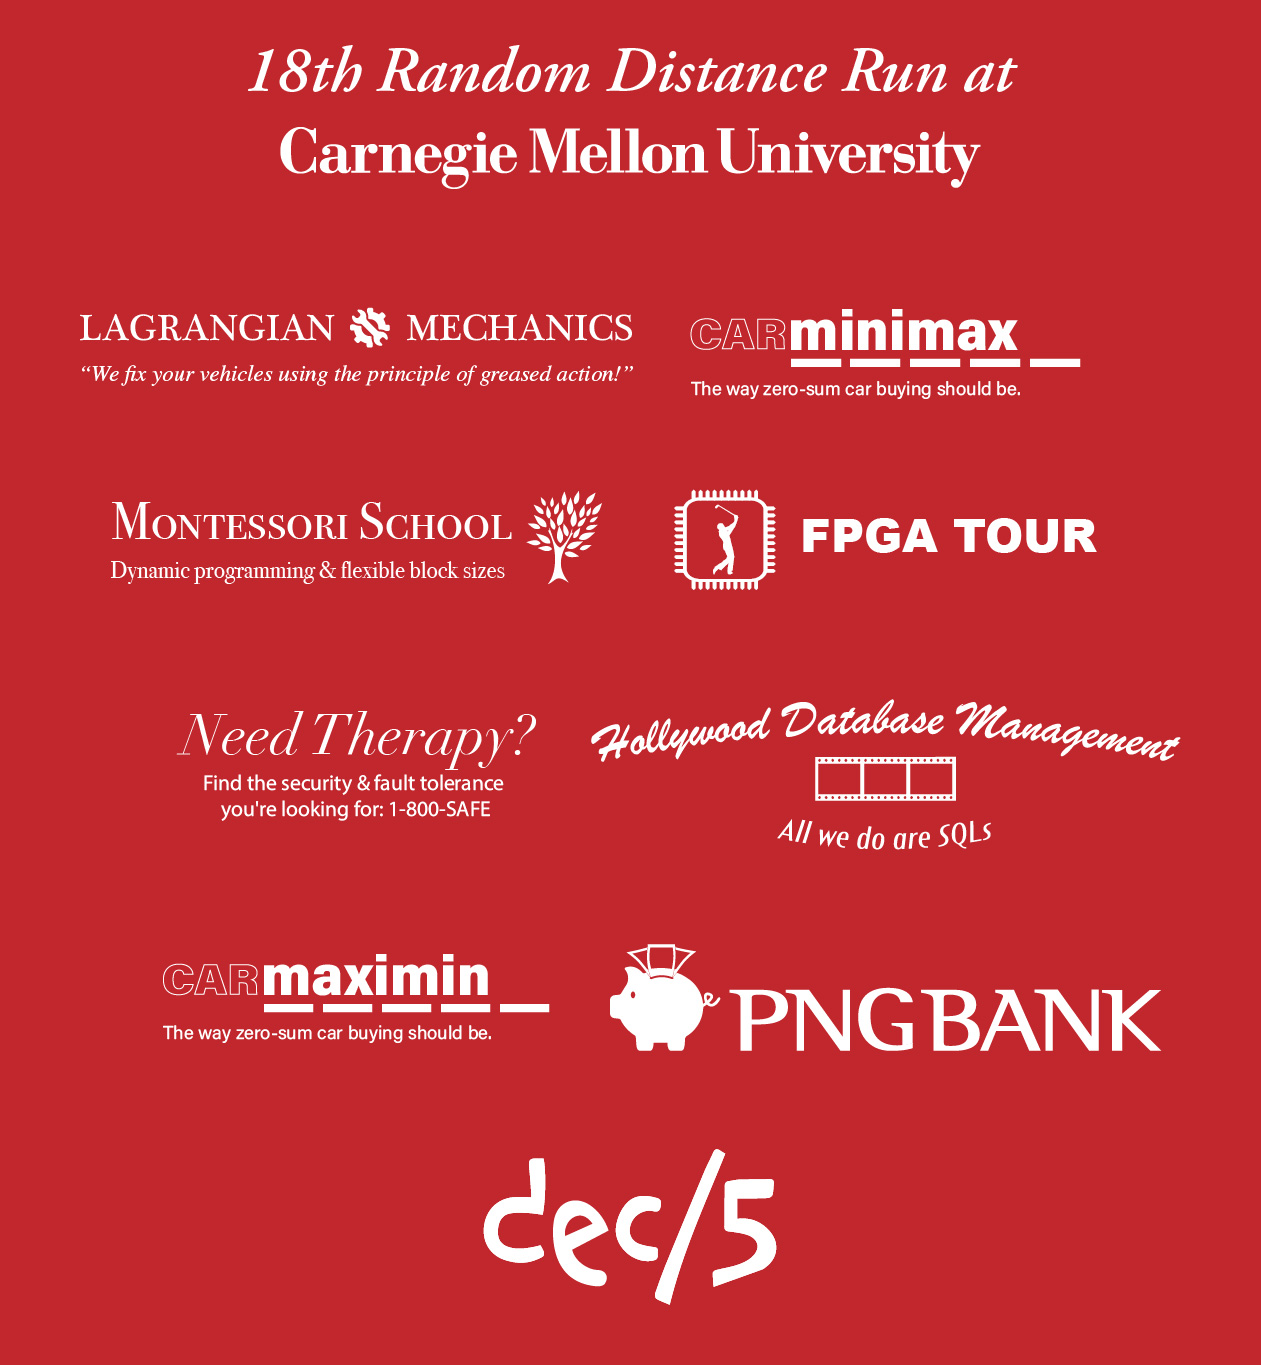 18th Random Distance Run at
Carnegie Mellon University
LAGRANGIAN MECHANICS
“We fix your vehicles using the principle of greased action!”
CARminimax
The way zero-sum car buying should be.
MONTESSORI SCHOOL
Dynamic programming & flexible block sizes
FPGA TOUR
Need Therapy?
Find the security & fault tolerance
you're looking for: 1-800-SAFE
Hollywood Database Management
All we do are SQLs
CARmaximin
The way zero-sum car buying should be.
PNG BANK
dec/5